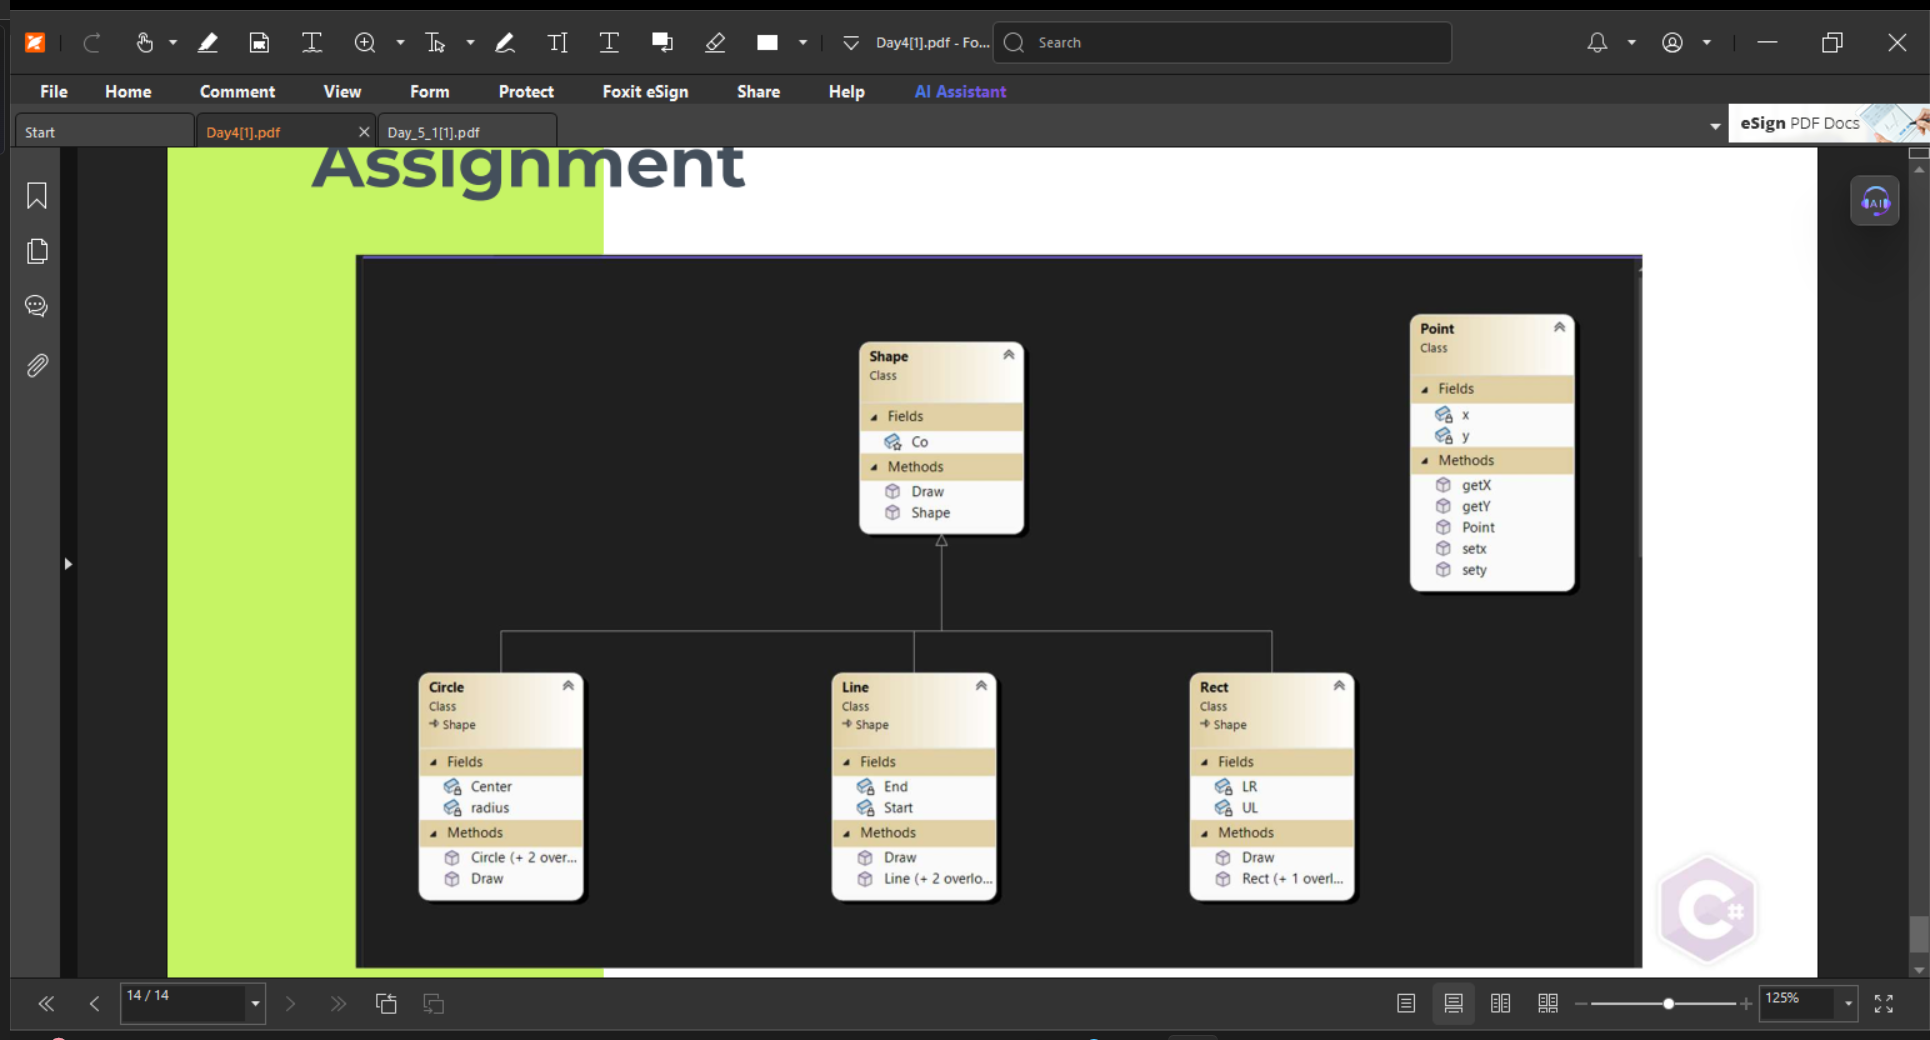 Day4[1].pdf - Fo...
Search
File Home Comment View Form Protect Foxit eSign Share Help AI Assistant
Start
Day4[1].pdf
Day_5_1[1].pdf
eSign PDF Docs
Assignment
AI
Shape
Class
Fields
Co
Methods
Draw
Shape
Point
Class
Fields
x
y
Methods
getX
getY
Point
setx
sety
Circle
Class
Shape
Fields
Center
radius
Methods
Circle (+ 2 over...
Draw
Line
Class
Shape
Fields
End
Start
Methods
Draw
Line (+ 2 overlo...
Rect
Class
Shape
Fields
LR
UL
Methods
Draw
Rect (+ 1 overl...
C#
14 / 14
125%